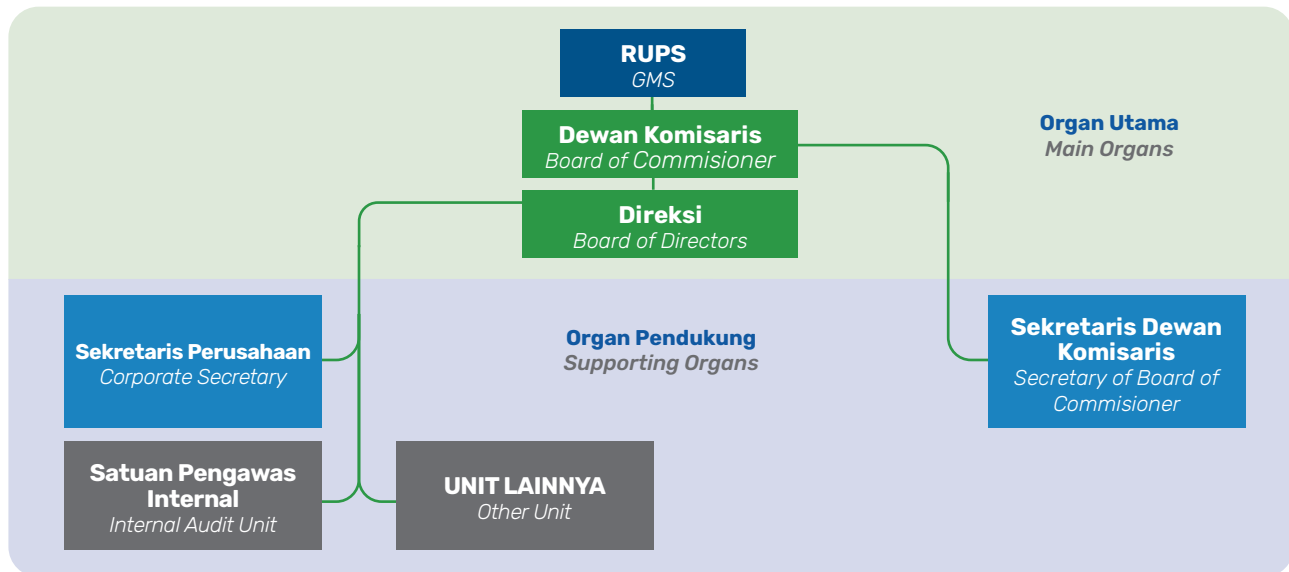 RUPS
GMS
Dewan Komisaris
Board of Commisioner
Organ Utama
Main Organs
Direksi
Board of Directors
Sekretaris Perusahaan
Corporate Secretary
Organ Pendukung
Supporting Organs
Sekretaris Dewan
Komisaris
Secretary of Board of
Commisioner
Satuan Pengawas
Internal
Internal Audit Unit
UNIT LAINNYA
Other Unit